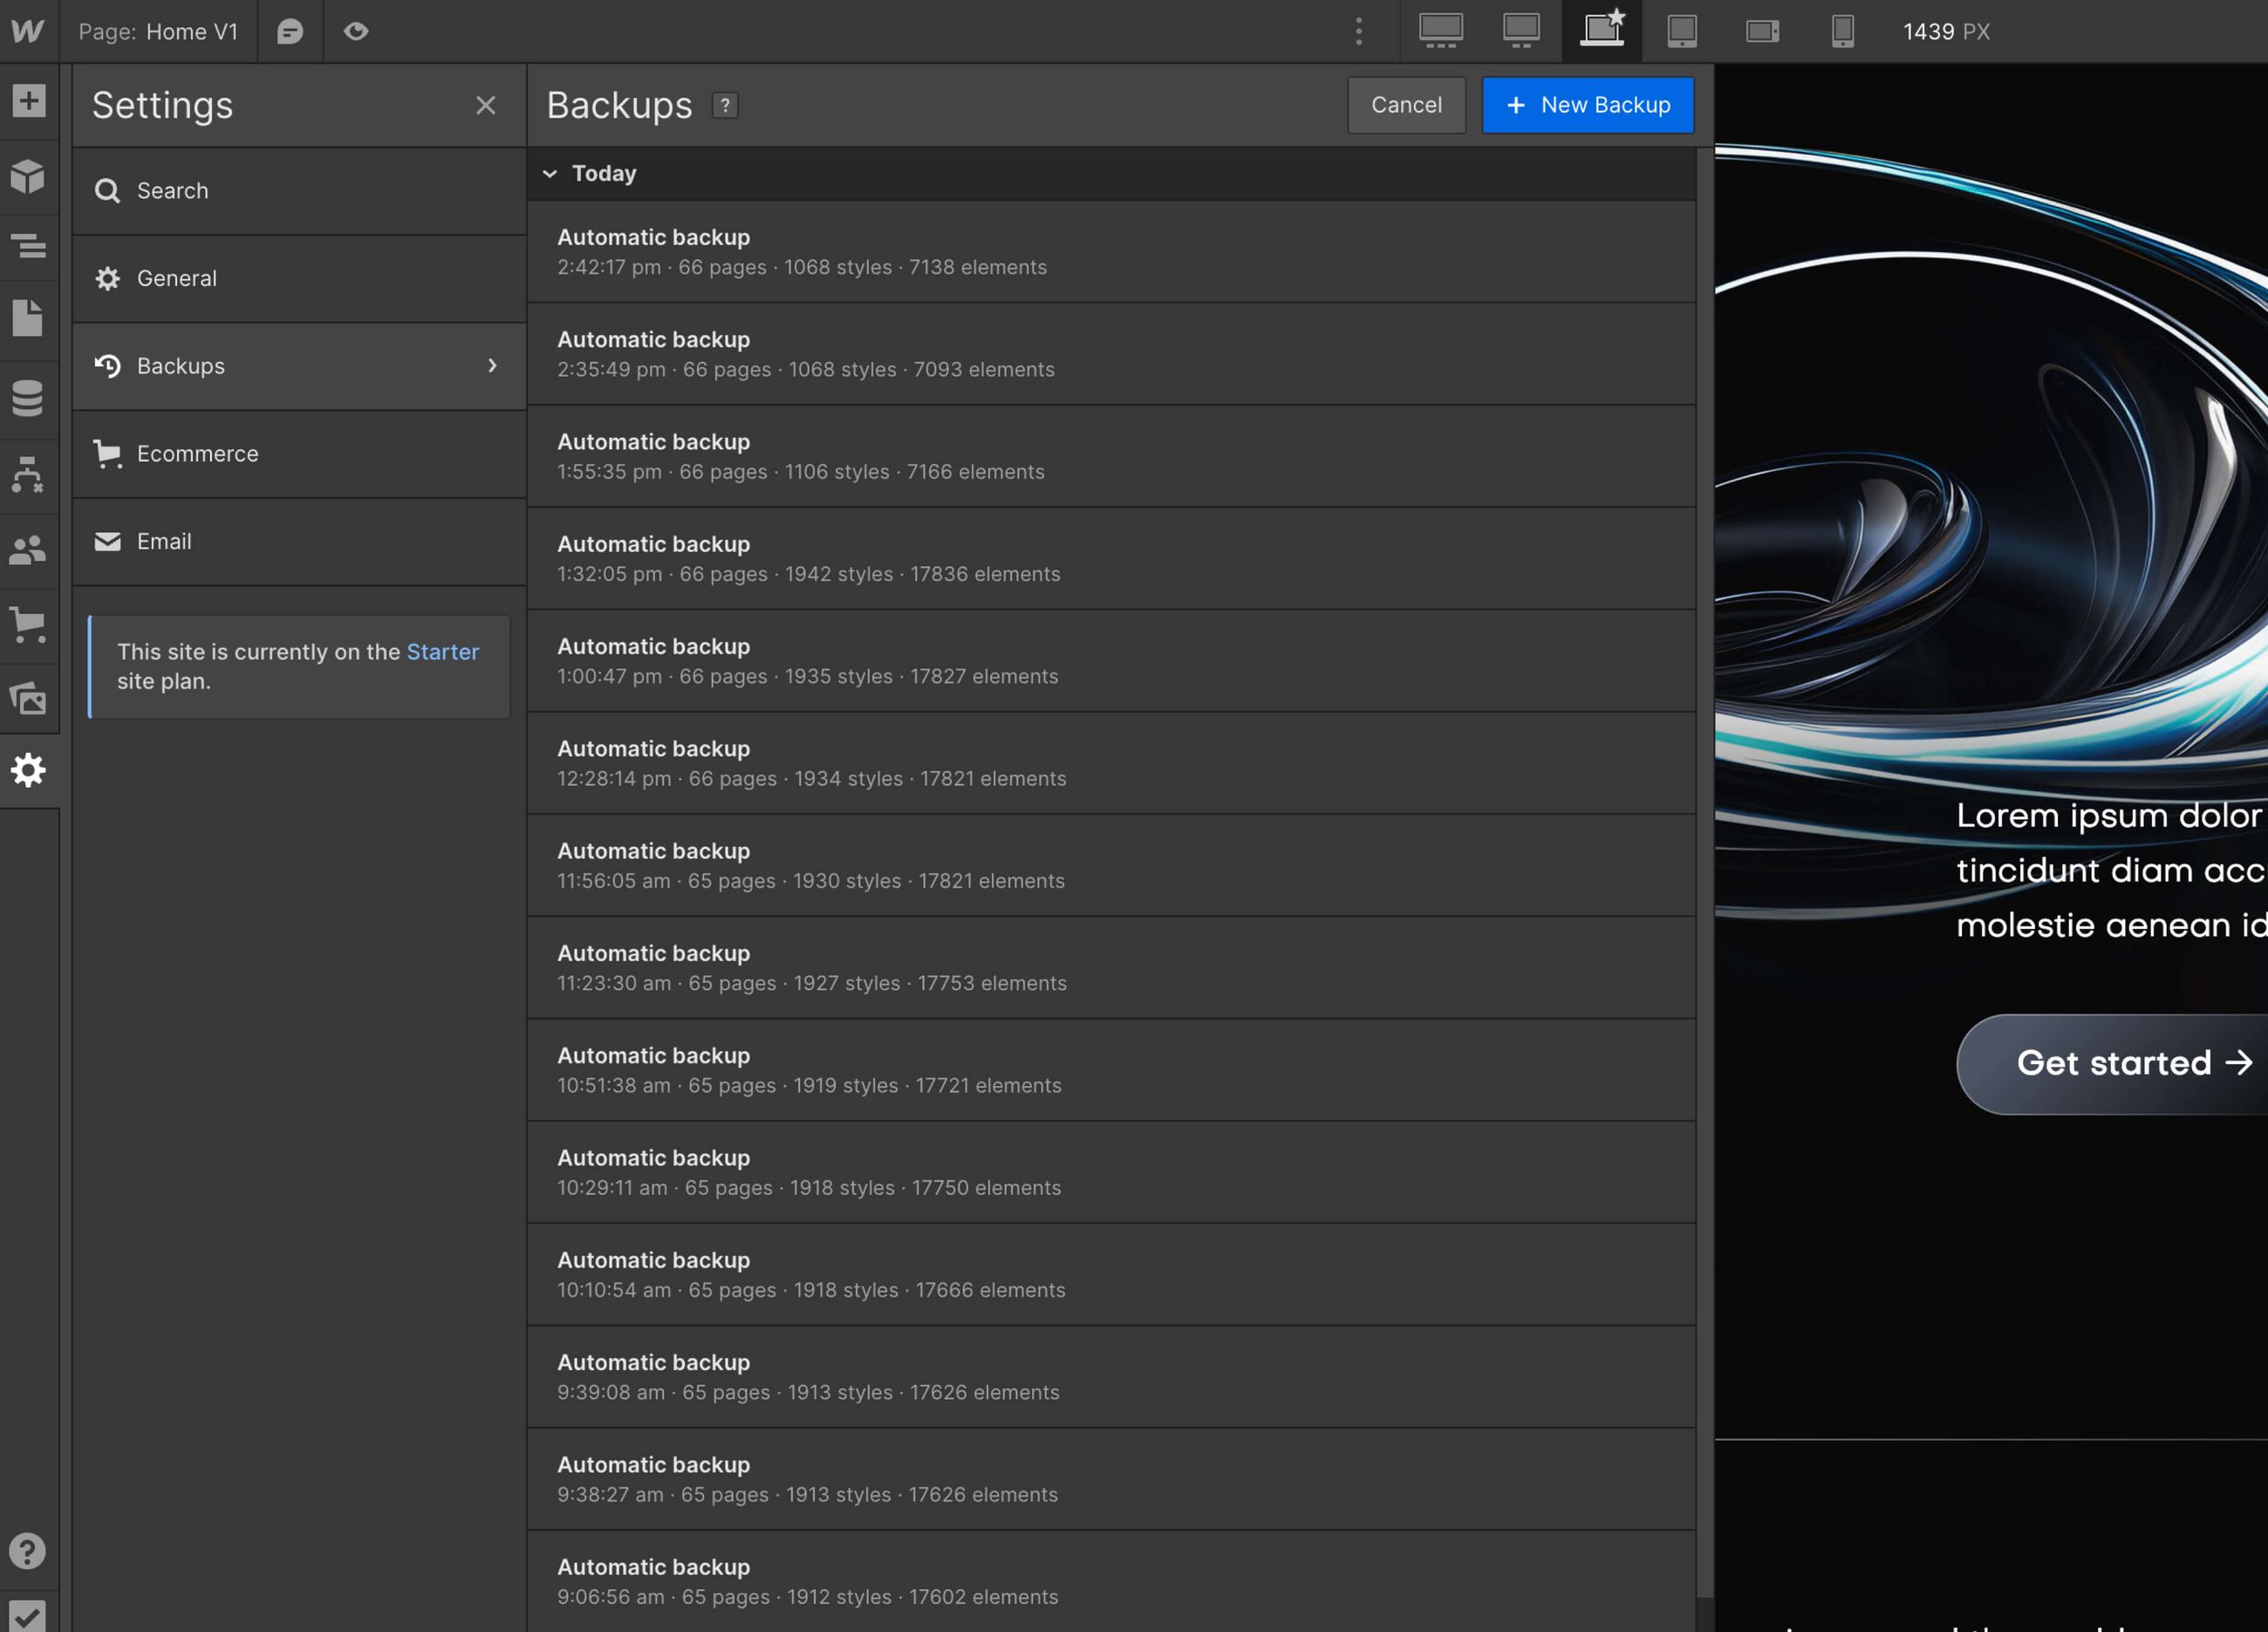 Page: Home V1
1439 PX
Settings
Search
General
Backups
Ecommerce
Email
This site is currently on the Starter
site plan.
Backups ?
Cancel
+ New Backup
Today
Automatic backup
2:42:17 pm · 66 pages · 1068 styles · 7138 elements
Automatic backup
2:35:49 pm · 66 pages · 1068 styles · 7093 elements
Automatic backup
1:55:35 pm · 66 pages · 1106 styles · 7166 elements
Automatic backup
1:32:05 pm · 66 pages · 1942 styles · 17836 elements
Automatic backup
1:00:47 pm · 66 pages · 1935 styles · 17827 elements
Automatic backup
12:28:14 pm · 66 pages · 1934 styles · 17821 elements
Automatic backup
11:56:05 am · 65 pages · 1930 styles · 17821 elements
Automatic backup
11:23:30 am · 65 pages · 1927 styles · 17753 elements
Automatic backup
10:51:38 am · 65 pages · 1919 styles · 17721 elements
Automatic backup
10:29:11 am · 65 pages · 1918 styles · 17750 elements
Automatic backup
10:10:54 am · 65 pages · 1918 styles · 17666 elements
Automatic backup
9:39:08 am · 65 pages · 1913 styles · 17626 elements
Automatic backup
9:38:27 am · 65 pages · 1913 styles · 17626 elements
Automatic backup
9:06:56 am · 65 pages · 1912 styles · 17602 elements
Lorem ipsum dolor
tincidunt diam acc
molestie aenean id
Get started →